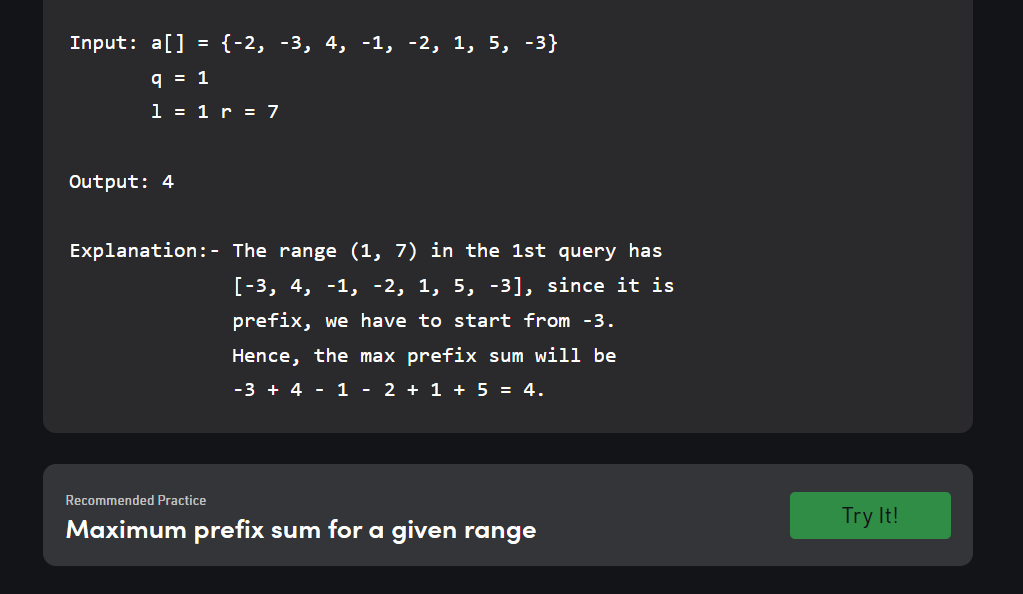 Input: a[] = {-2, -3, 4, -1, -2, 1, 5, -3}
q = 1
l = 1 r = 7
Output: 4
Explanation:- The range (1, 7) in the 1st query has
[-3, 4, -1, -2, 1, 5, -3], since it is
prefix, we have to start from -3.
Hence, the max prefix sum will be
-3 + 4 - 1 - 2 + 1 + 5 = 4.
Recommended Practice
Maximum prefix sum for a given range
Try It!